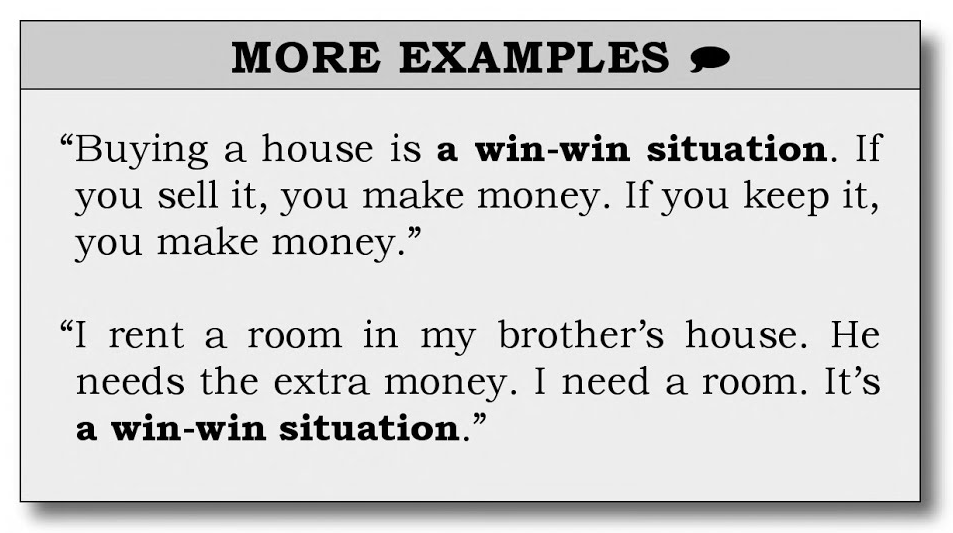 MORE EXAMPLES
“Buying a house is a win-win situation. If
you sell it, you make money. If you keep it,
you make money.”
“I rent a room in my brother’s house. He
needs the extra money. I need a room. It’s
a win-win situation.”